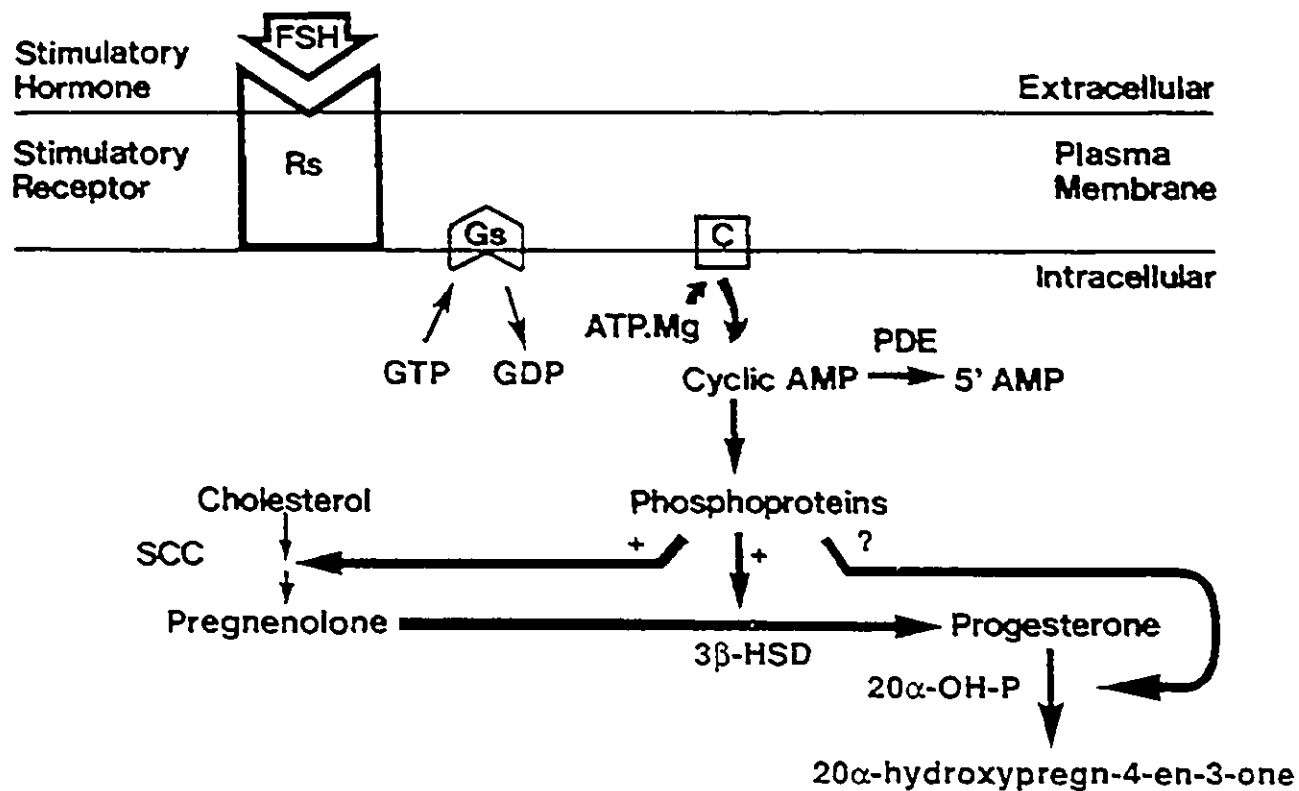 FSH
Stimulatory
Hormone
Extracellular
Stimulatory
Receptor
Rs
Plasma
Membrane
Gs
C
Intracellular
ATP.Mg
GTP
GDP
PDE
Cyclic AMP
5' AMP
Cholesterol
Phosphoproteins
SCC
+
+
?
Pregnenolone
Progesterone
3β-HSD
20α-OH-P
20α-hydroxypregn-4-en-3-one